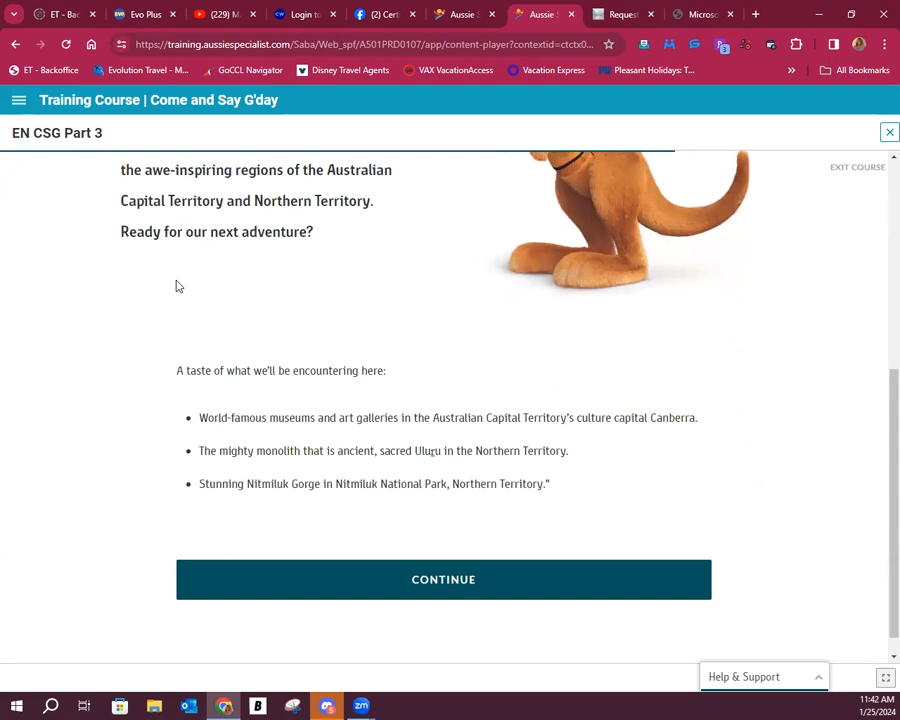 ET - Bac
Evo Plus
(229) M
Login to
(2) Cert
Aussie S
Aussie S
Request
Microso
https://training.aussiespecialist.com/Saba/Web_spf/A501PRD0107/app/content-player?contextid=ctctx0...
3
ET - Backoffice
Evolution Travel - M...
GoCCL Navigator
Disney Travel Agents
VAX VacationAccess
Vacation Express
Pleasant Holidays: T...
»
All Bookmarks
Training Course | Come and Say G'day
EN CSG Part 3
EXIT COURSE
the awe-inspiring regions of the Australian
Capital Territory and Northern Territory.
Ready for our next adventure?
A taste of what we'll be encountering here:
• World-famous museums and art galleries in the Australian Capital Territory's culture capital Canberra.
• The mighty monolith that is ancient, sacred Uluṟu in the Northern Territory.
• Stunning Nitmiluk Gorge in Nitmiluk National Park, Northern Territory."
CONTINUE
Help & Support
B
zm
11:42 AM
1/25/2024